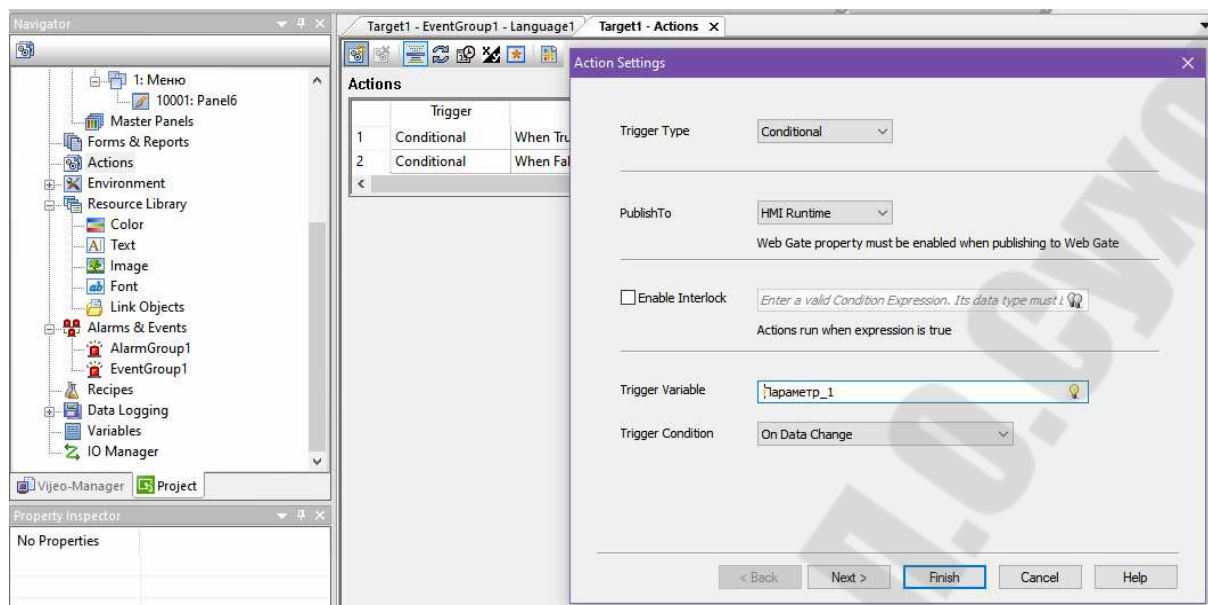 Navigator
1: Меню
10001: Panel6
Master Panels
Forms & Reports
Actions
Environment
Resource Library
Color
Text
Image
Font
Link Objects
Alarms & Events
AlarmGroup1
EventGroup1
Recipes
Data Logging
Variables
IO Manager
Vijeo-Manager Project
Property Inspector
No Properties
Target1 - EventGroup1 - Language1 Target1 - Actions X
Actions
Trigger
1 Conditional When Tru
2 Conditional When Fal
Action Settings
Trigger Type Conditional
PublishTo HMI Runtime
Web Gate property must be enabled when publishing to Web Gate
Enable Interlock Enter a valid Condition Expression. Its data type must t
Actions run when expression is true
Trigger Variable Параметр_1
Trigger Condition On Data Change
< Back Next > Finish Cancel Help